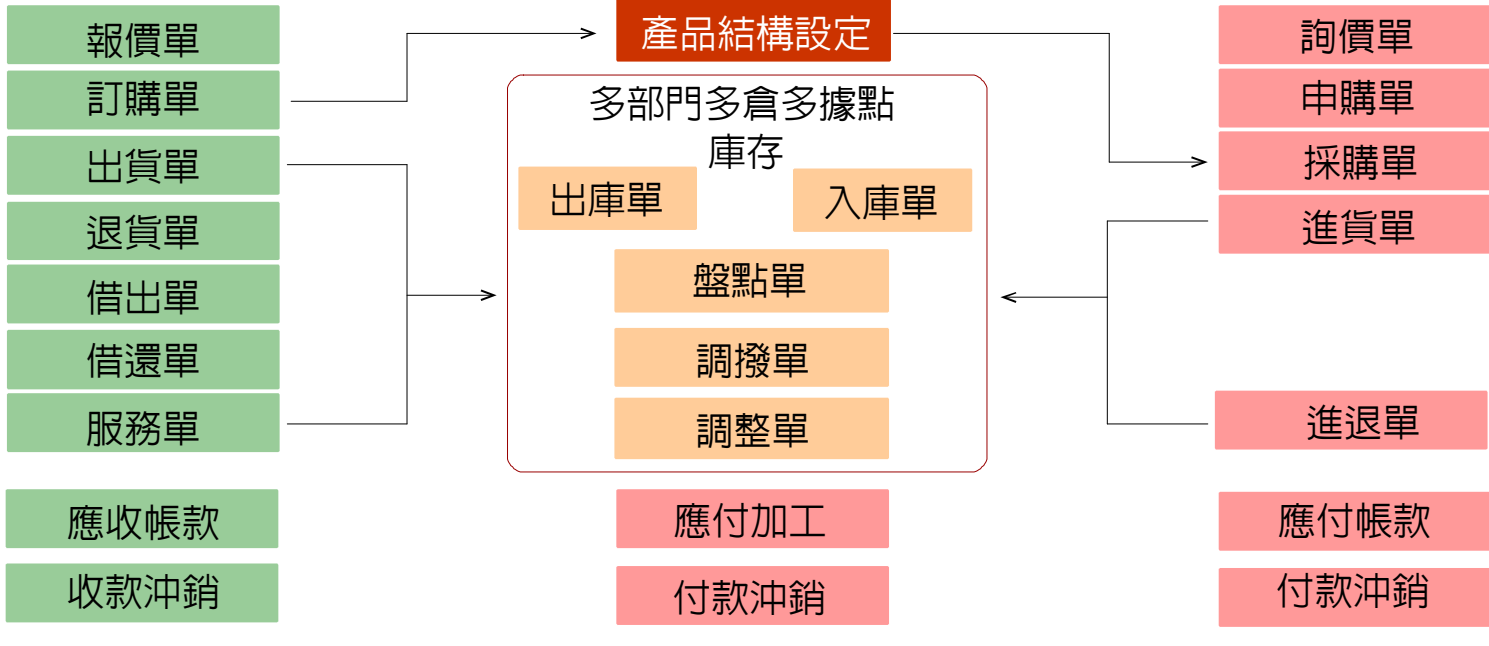 報價單
訂購單
出貨單
退貨單
借出單
借還單
服務單
應收帳款
收款沖銷
產品結構設定
多部門多倉多據點
庫存
出庫單
入庫單
盤點單
調撥單
調整單
應付加工
付款沖銷
詢價單
申購單
採購單
進貨單
進退單
應付帳款
付款沖銷